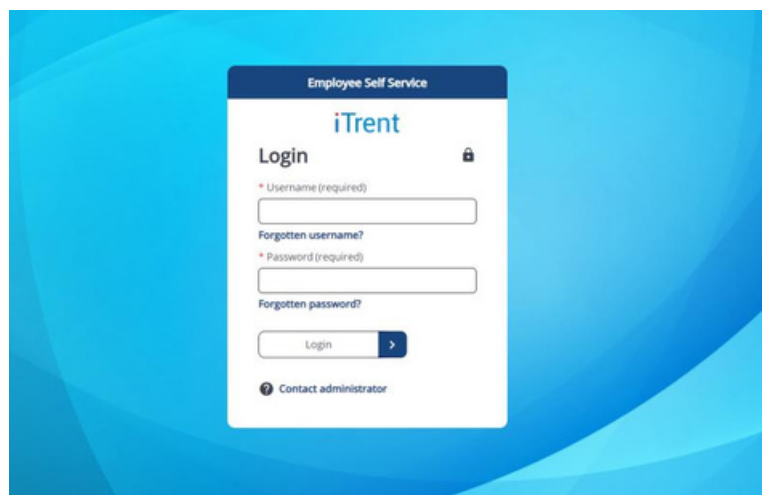 Employee Self Service
iTrent
Login
* Username (required)
Forgotten username?
* Password (required)
Forgotten password?
Login
Contact administrator